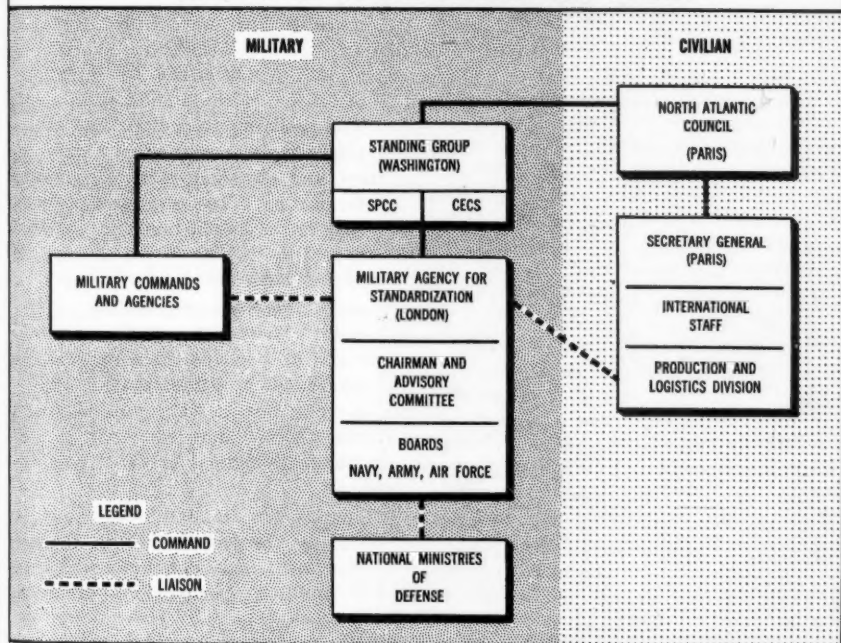 MILITARY
CIVILIAN
NORTH ATLANTIC
COUNCIL
(PARIS)
STANDING GROUP
(WASHINGTON)
SPCC
CECS
SECRETARY GENERAL
(PARIS)
INTERNATIONAL
STAFF
PRODUCTION AND
LOGISTICS DIVISION
MILITARY COMMANDS
AND AGENCIES
MILITARY AGENCY FOR
STANDARDIZATION
(LONDON)
CHAIRMAN AND
ADVISORY
COMMITTEE
BOARDS
NAVY, ARMY, AIR FORCE
LEGEND
COMMAND
LIAISON
NATIONAL MINISTRIES
OF
DEFENSE